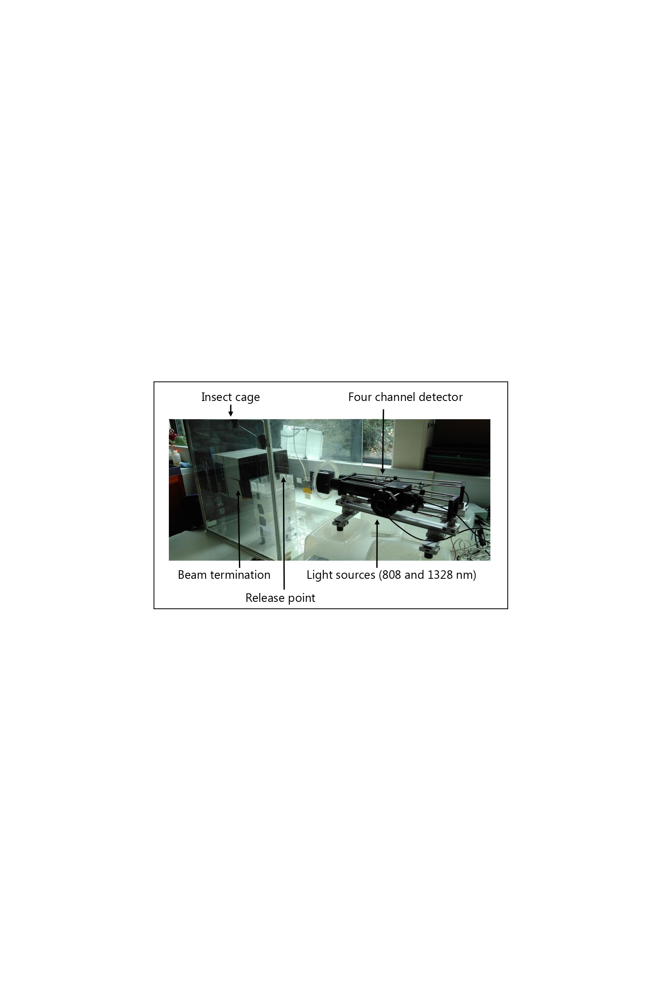 Insect cage
Four channel detector
Beam termination
Light sources (808 and 1328 nm)
Release point